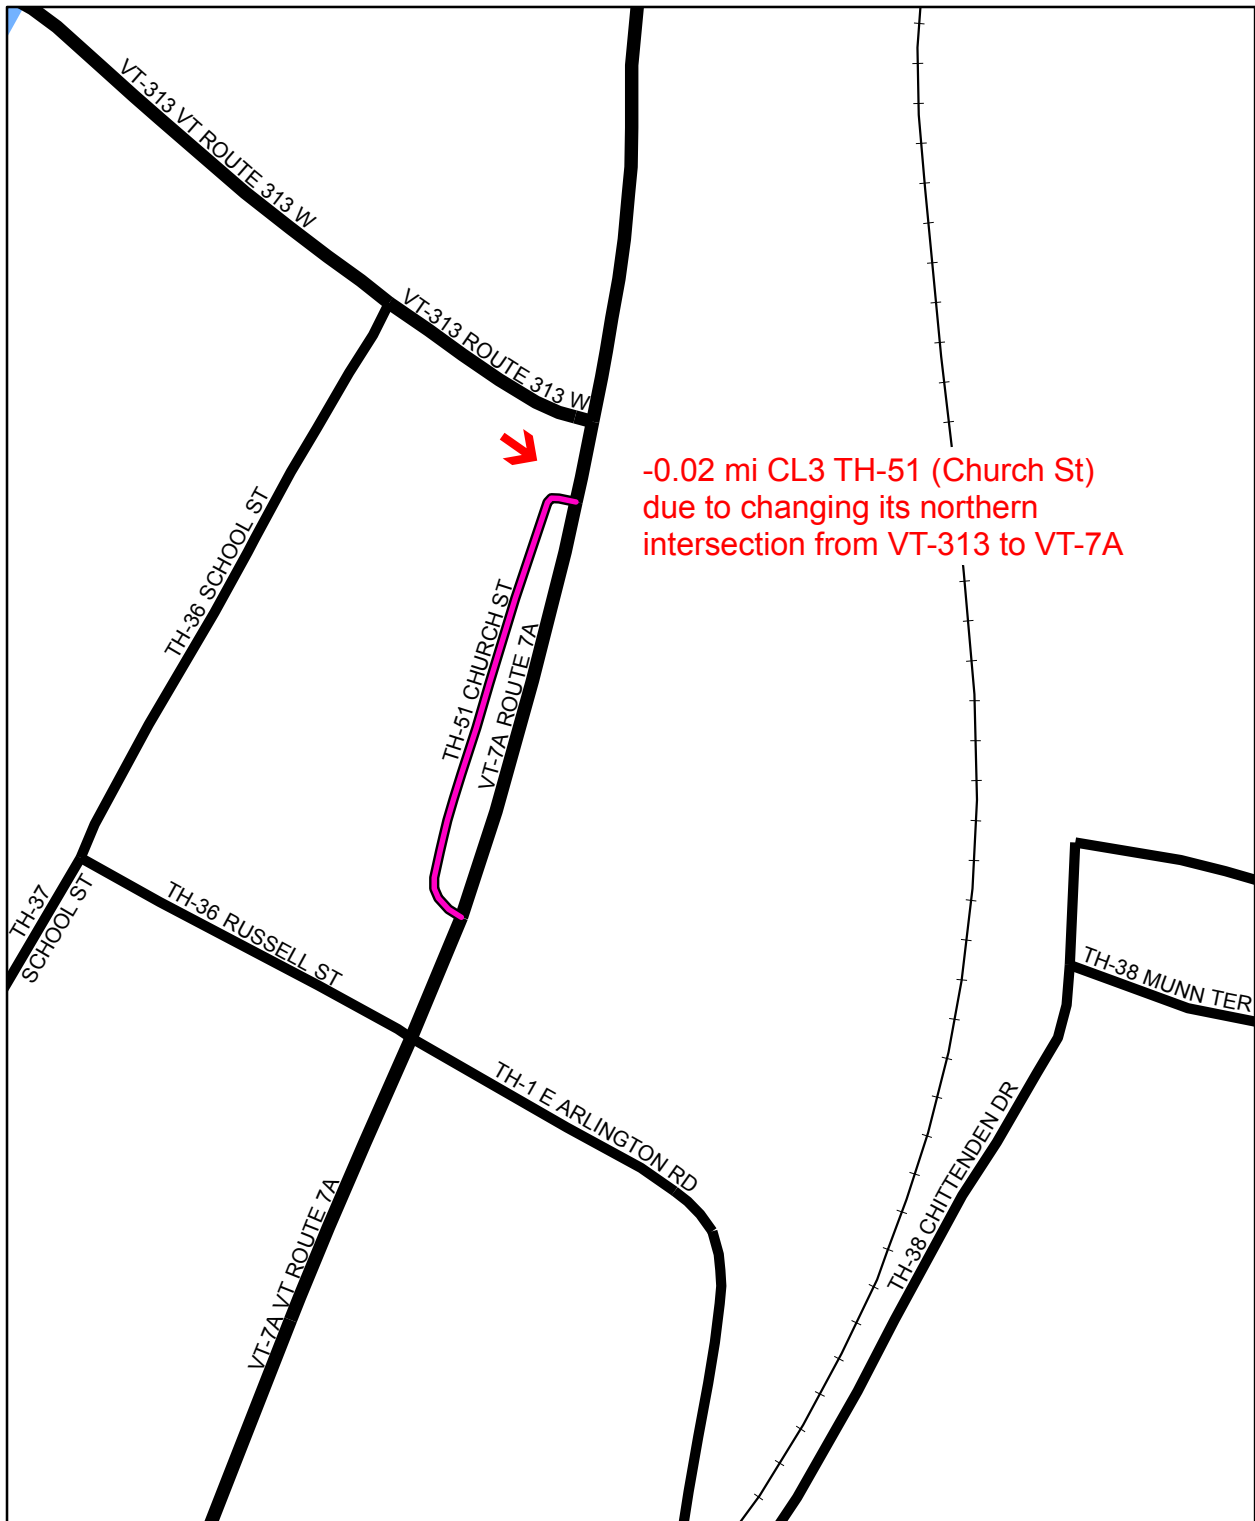 VT-313 VT ROUTE 313 W
VT-313 ROUTE 313 W
-0.02 mi CL3 TH-51 (Church St)
due to changing its northern
intersection from VT-313 to VT-7A
TH-36 SCHOOL ST
TH-51 CHURCH ST
VT-7A ROUTE 7A
TH-37
SCHOOL ST
TH-36 RUSSELL ST
TH-38 MUNN TER
TH-1 E ARLINGTON RD
TH-38 CHITTENDEN DR
VT-7A VT ROUTE 7A